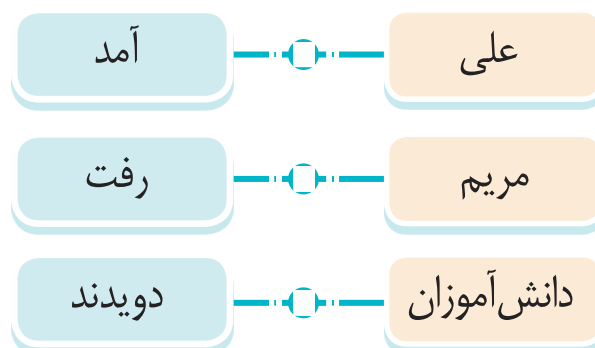 علی آمد
مریم رفت
دانش‌آموزان دویدند